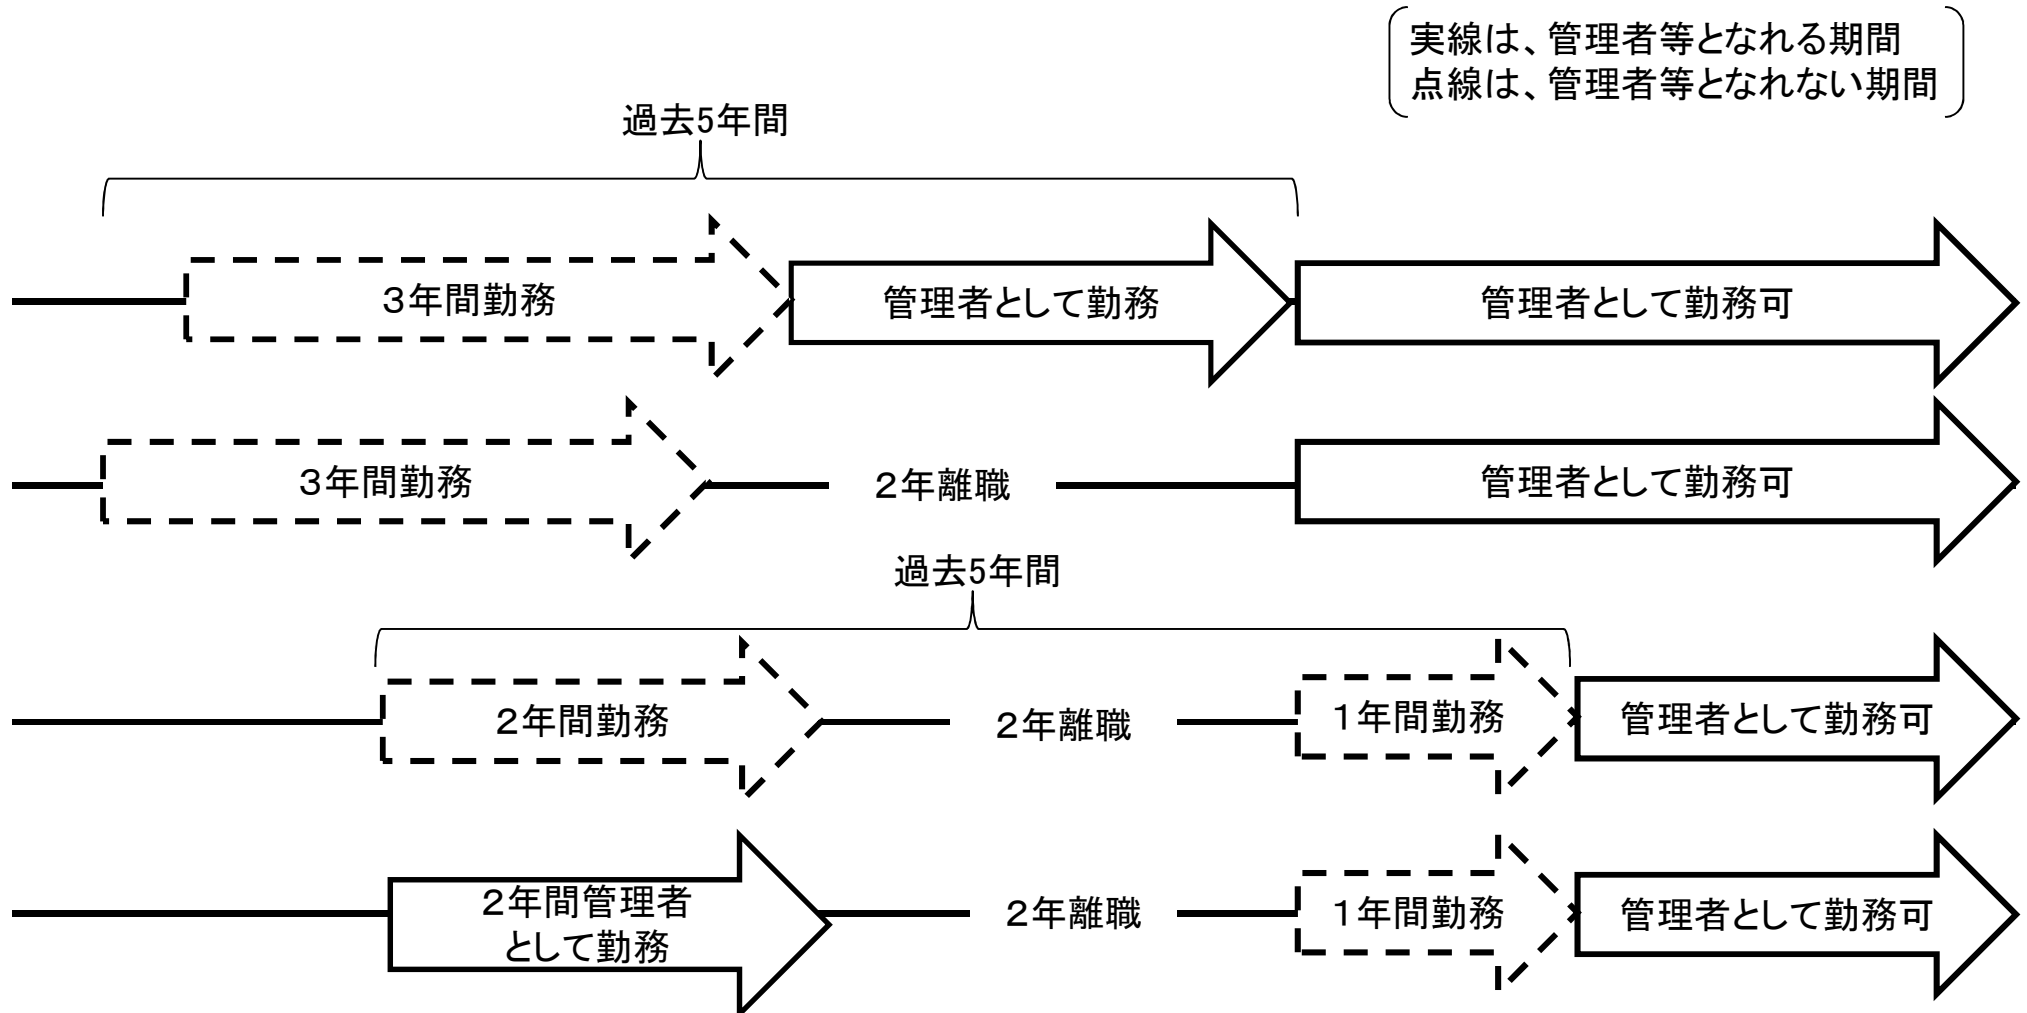 実線は、管理者等となれる期間
点線は、管理者等となれない期間
過去5年間
３年間勤務
管理者として勤務
管理者として勤務可
３年間勤務
２年離職
管理者として勤務可
過去5年間
２年間勤務
２年離職
１年間勤務
管理者として勤務可
２年間管理者
として勤務
２年離職
１年間勤務
管理者として勤務可